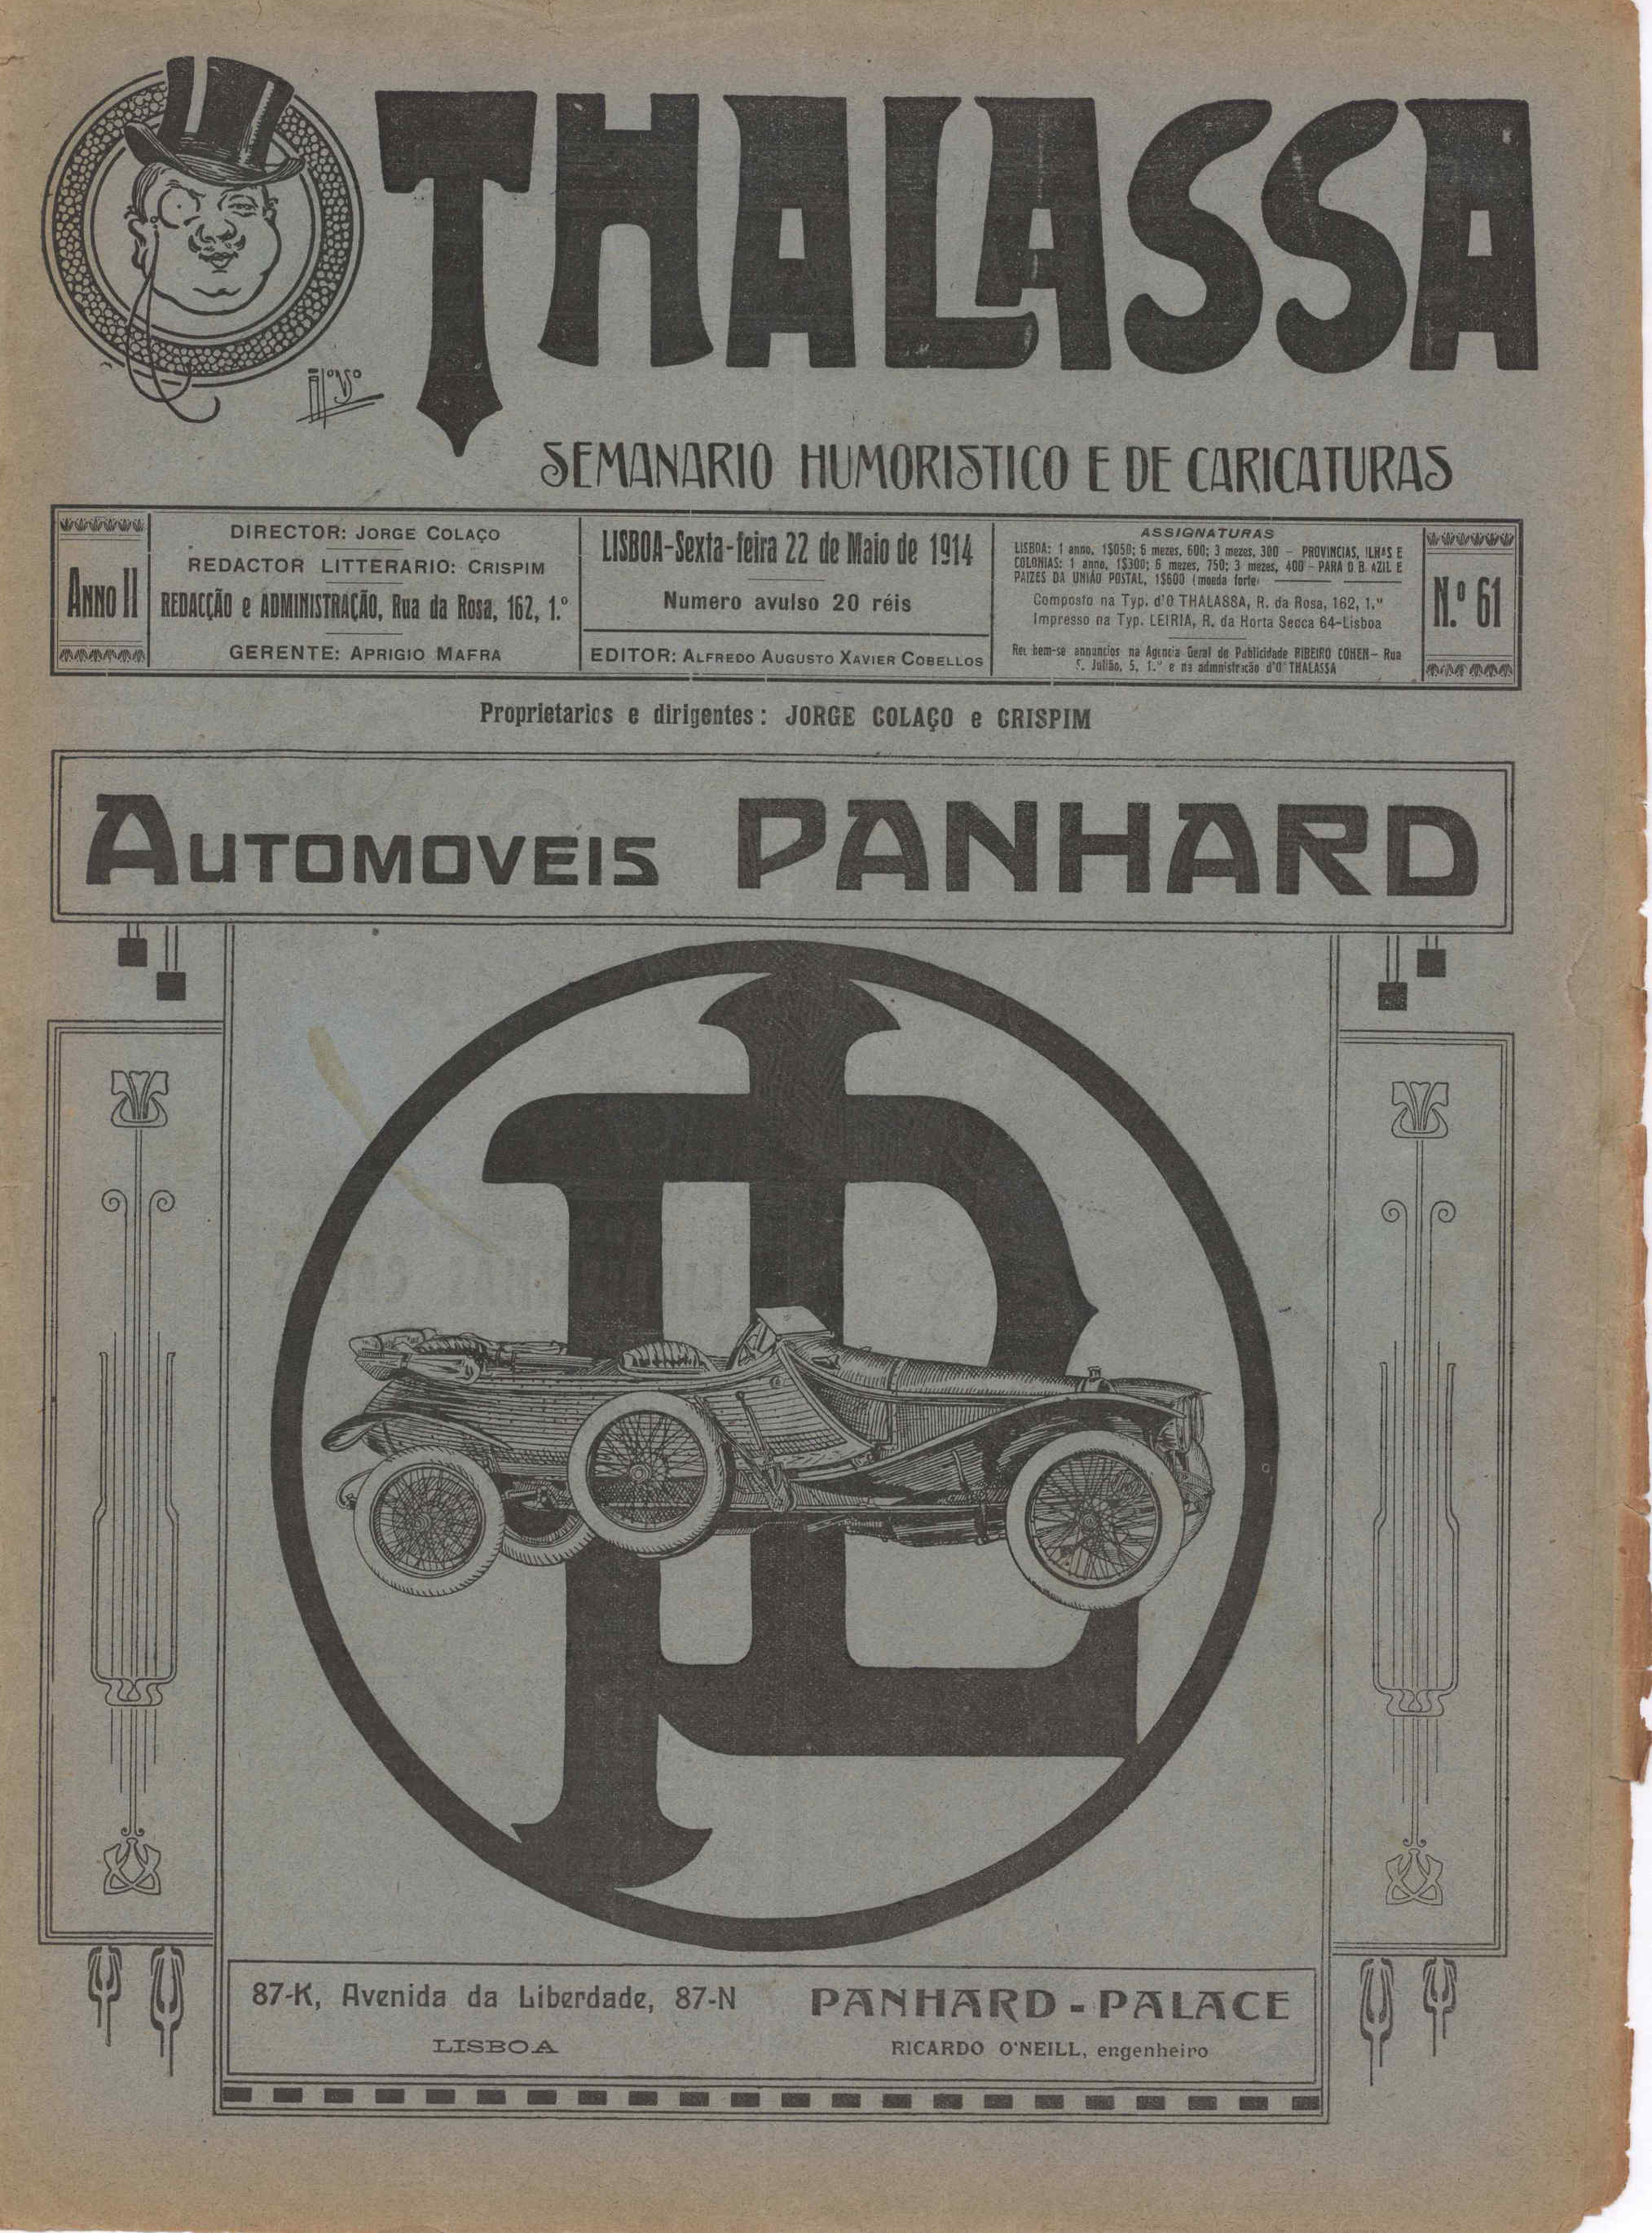 O THALASSA
Alonso
SEMANARIO HUMORISTICO E DE CARICATURAS
ANNO II
DIRECTOR: JORGE COLAÇO
REDACTOR LITTERARIO: CRISPIM
REDACÇÃO e ADMINISTRAÇÃO, Rua da Rosa, 162, 1.º
GERENTE: APRIGIO MAFRA
LISBOA-Sexta-feira 22 de Maio de 1914
Numero avulso 20 réis
EDITOR: ALFREDO AUGUSTO XAVIER COBELLOS
ASSIGNATURAS
LISBOA: 1 anno, 1$050; 6 mezes, 600; 3 mezes, 300 – PROVINCIAS, ILHAS E
COLONIAS: 1 anno, 1$300; 6 mezes, 750; 3 mezes, 400 – PARA O B AZIL E
PAIZES DA UNIÃO POSTAL, 1$600 (moeda forte)
Composto na Typ. d'O THALASSA, R. da Rosa, 162, 1.º
Impresso na Typ. LEIRIA, R. da Horta Secca 64-Lisboa
Rec bem-se annuncios na Agencia Geral de Publicidade RIBEIRO COHEN – Rua
S. Julião, 5, 1.º e na admnistração d'O THALASSA
N.º 61
Proprietarios e dirigentes: JORGE COLAÇO e CRISPIM
AUTOMOVEIS PANHARD
PL
87-K, Avenida da Liberdade, 87-N
LISBOA
PANHARD-PALACE
RICARDO O'NEILL, engenheiro